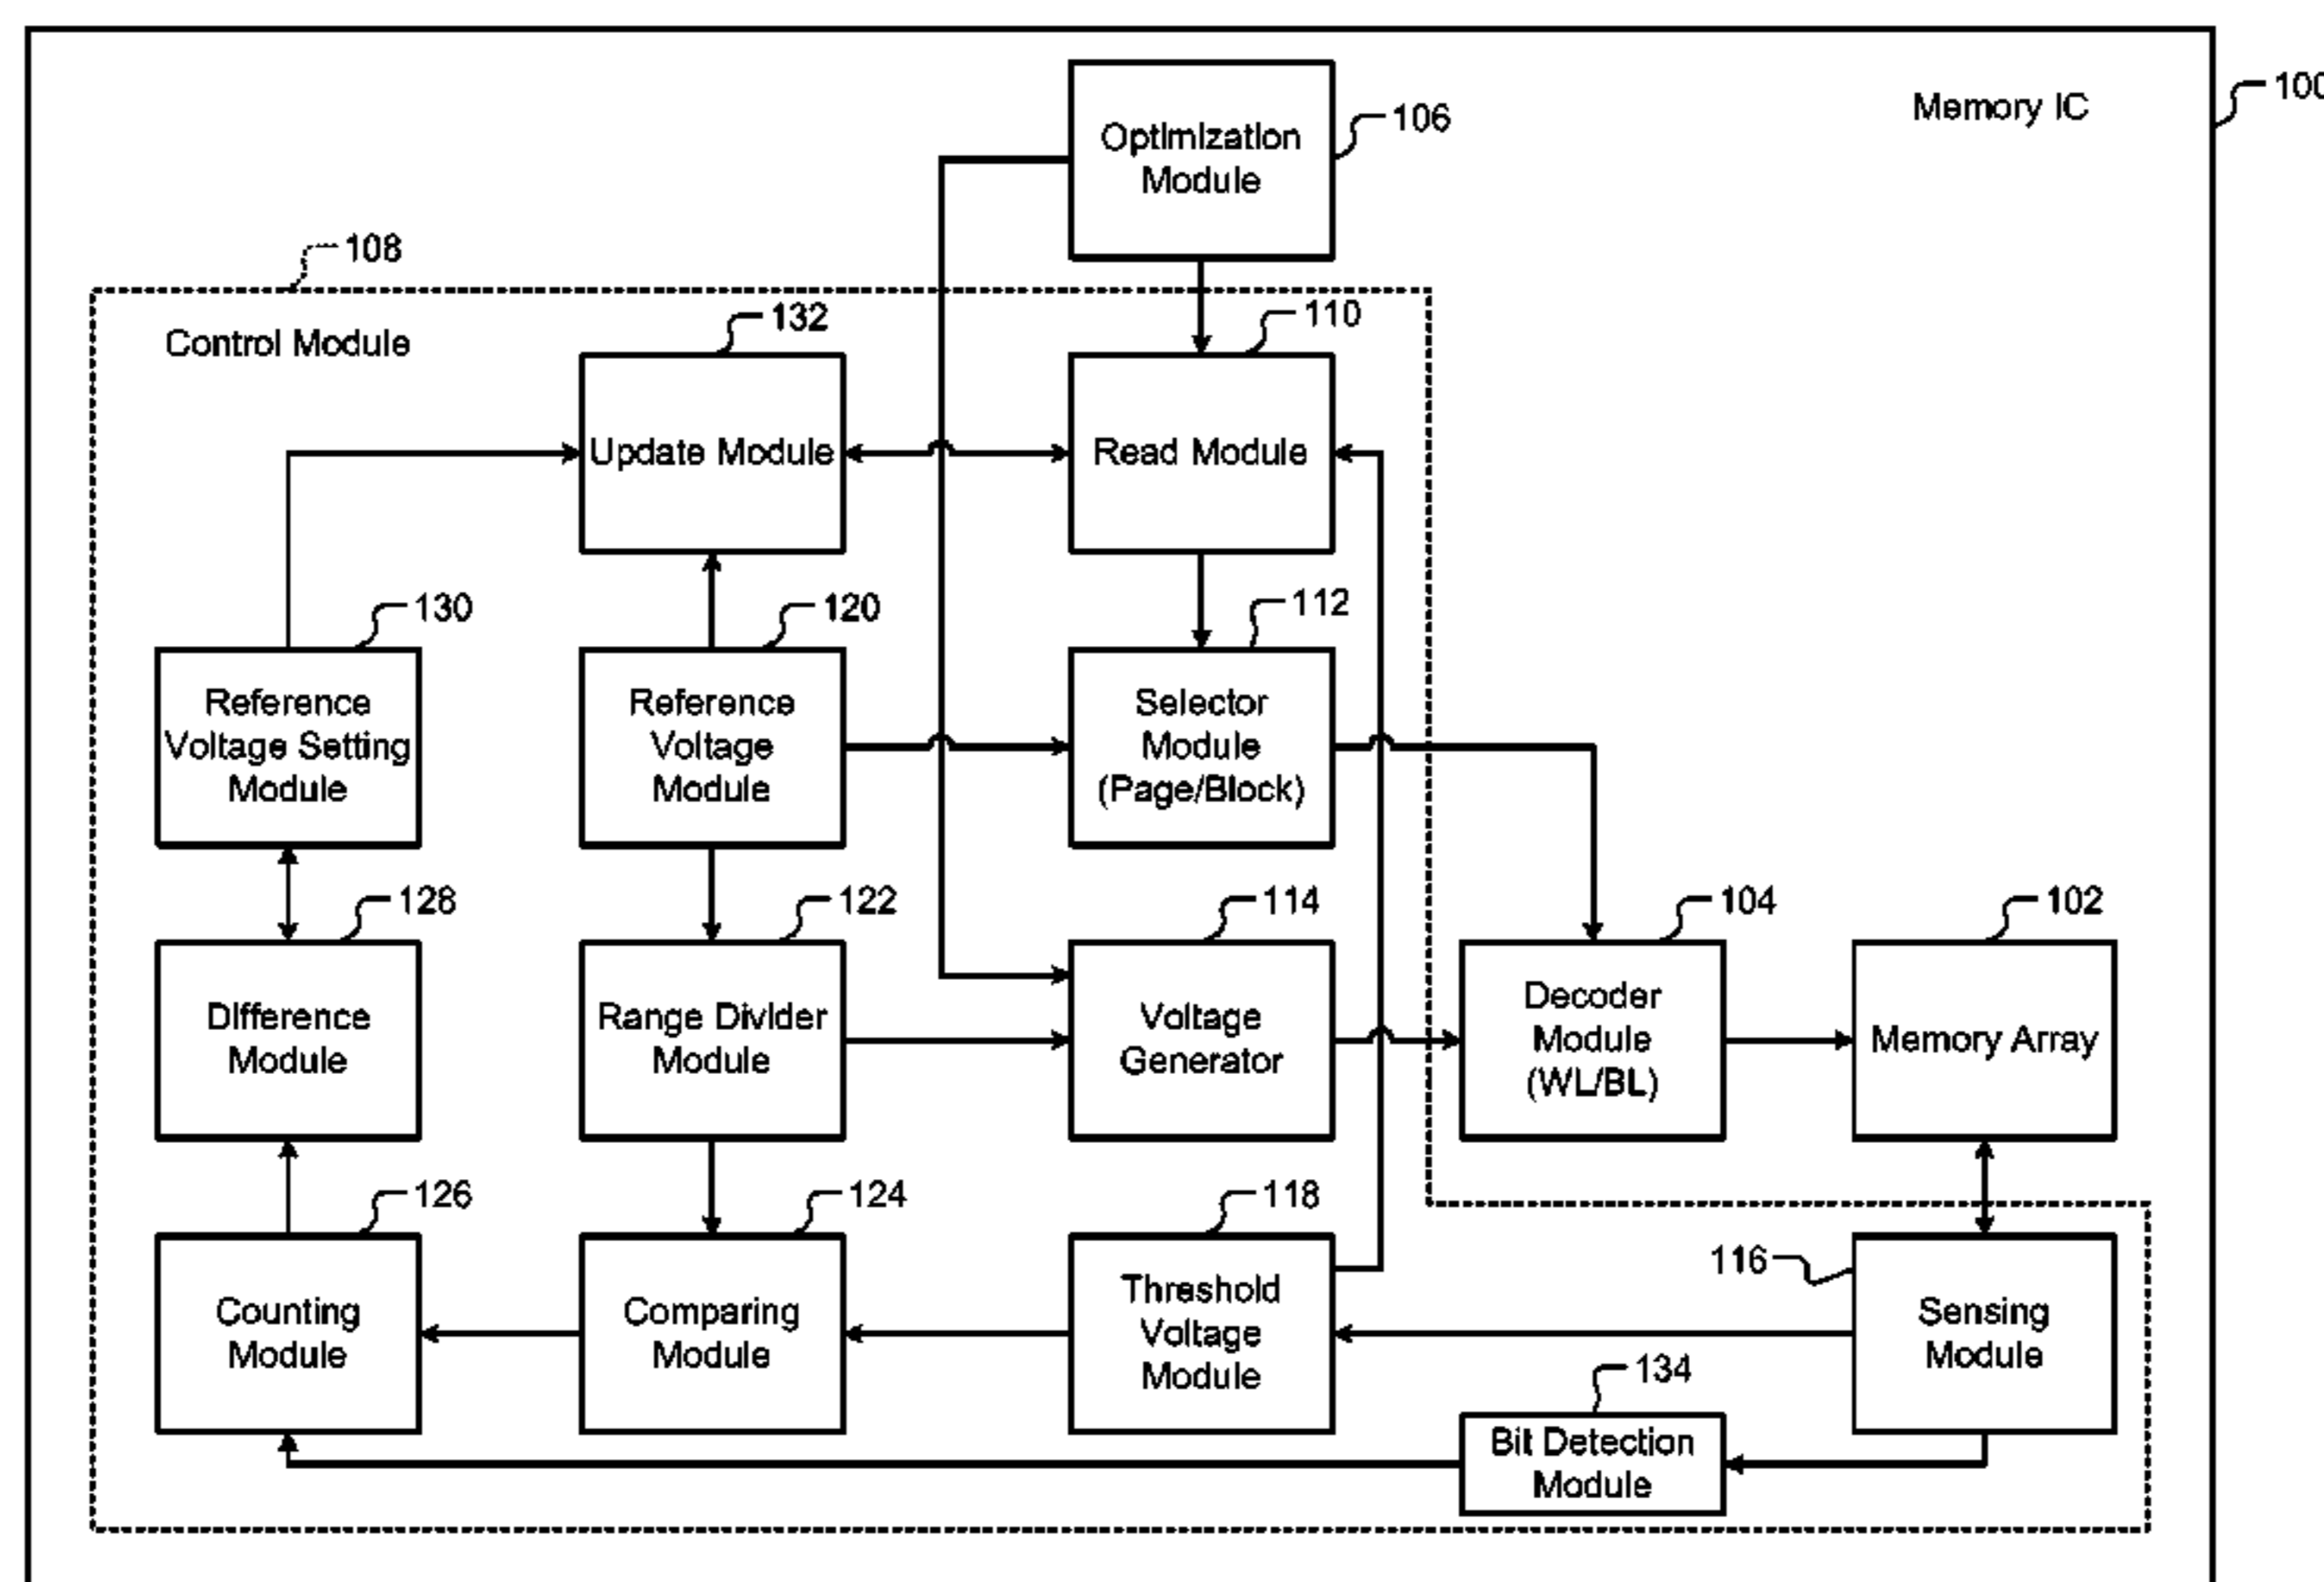 100
Memory IC
Optimization
Module
106
108
Control Module
132
110
Update Module
Read Module
130
120
112
Reference
Voltage Setting
Module
Reference
Voltage
Module
Selector
Module
(Page/Block)
128
122
114
104
102
Difference
Module
Range Divider
Module
Voltage
Generator
Decoder
Module
(WL/BL)
Memory Array
126
124
118
116
Counting
Module
Comparing
Module
Threshold
Voltage
Module
Sensing
Module
134
Bit Detection
Module